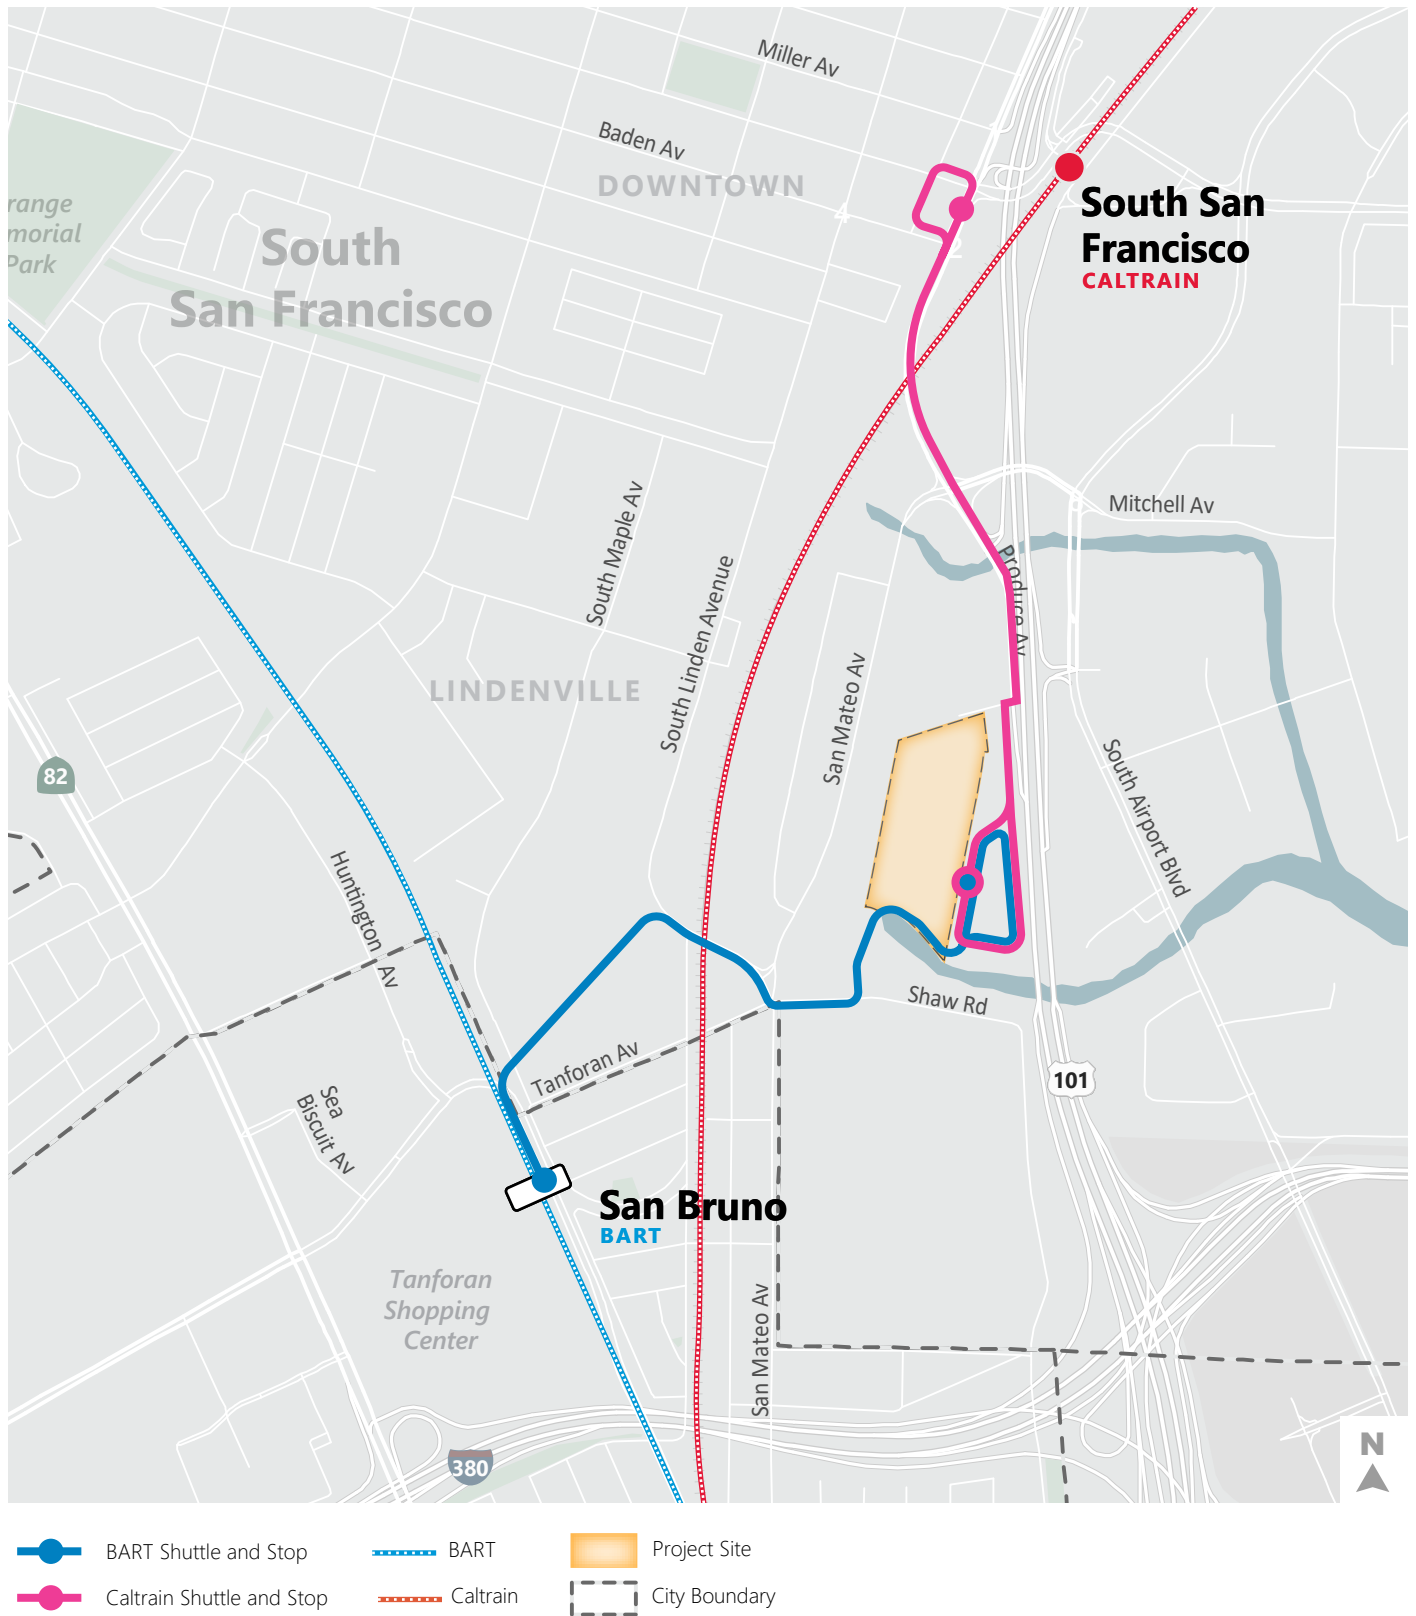 Miller Av
Baden Av
DOWNTOWN
4
2
South San
Francisco
CALTRAIN
range
morial
Park
South
San Francisco
Mitchell Av
South Maple Av
South Linden Avenue
Produce Av
San Mateo Av
LINDENVILLE
82
South Airport Blvd
Huntington Av
Shaw Rd
Tanforan Av
101
Sea
Biscuit Av
San Bruno
BART
Tanforan
Shopping
Center
San Mateo Av
380
N
BART Shuttle and Stop
BART
Project Site
Caltrain Shuttle and Stop
Caltrain
City Boundary